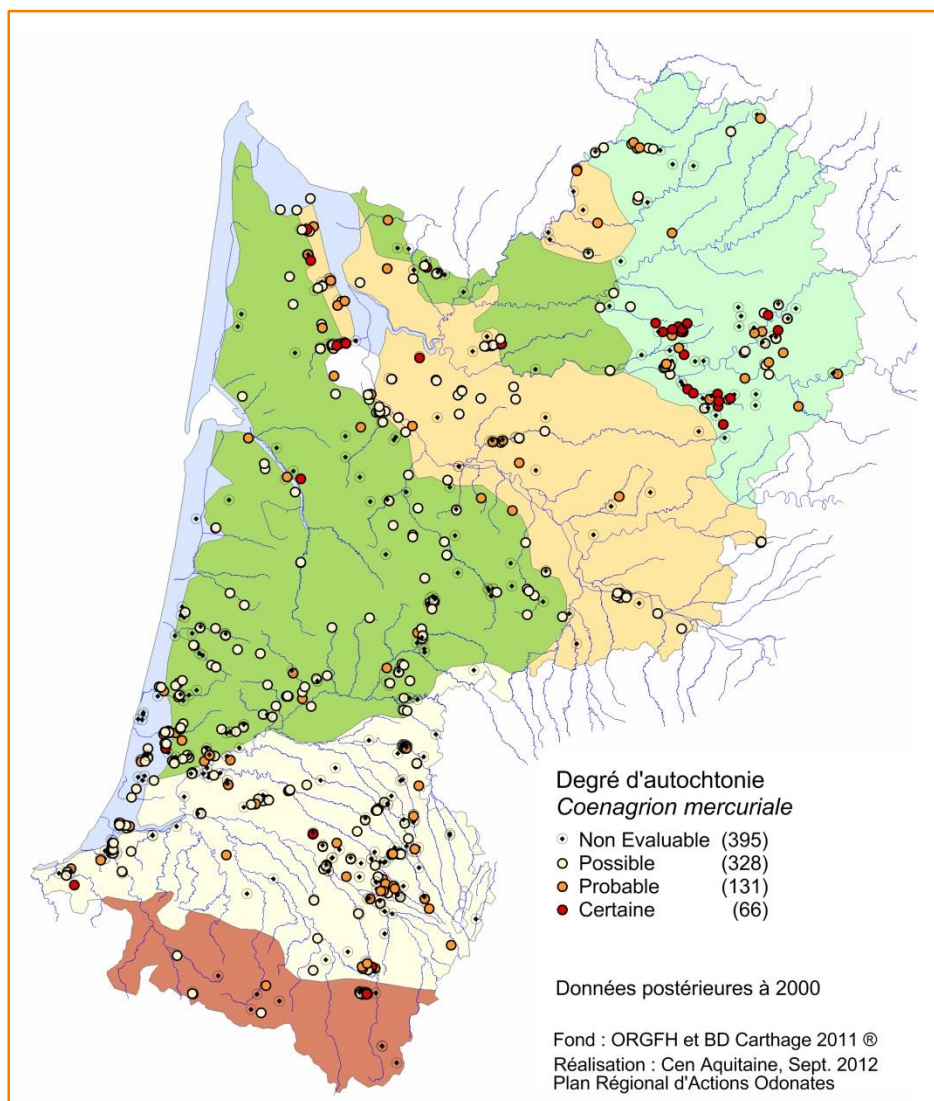 Degré d'autochtonie
Coenagrion mercuriale
Non Evaluable (395)
Possible (328)
Probable (131)
Certaine (66)
Données postérieures à 2000
Fond : ORGFH et BD Carthage 2011 ®
Réalisation : Cen Aquitaine, Sept. 2012
Plan Régional d'Actions Odonates